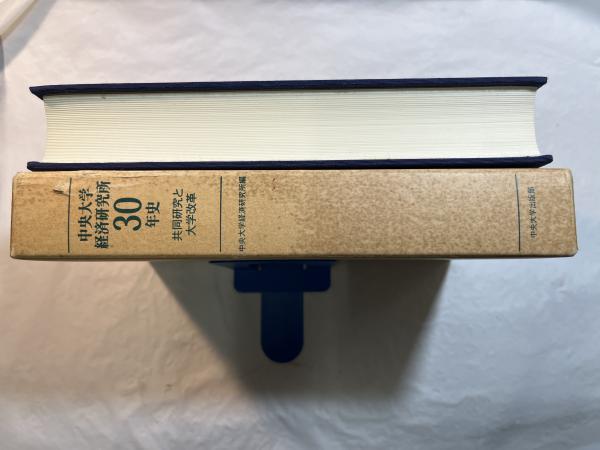 中央大学
経済研究所
30
年史
共同研究と
大学改革
中央大学経済研究所編
中央大学出版部